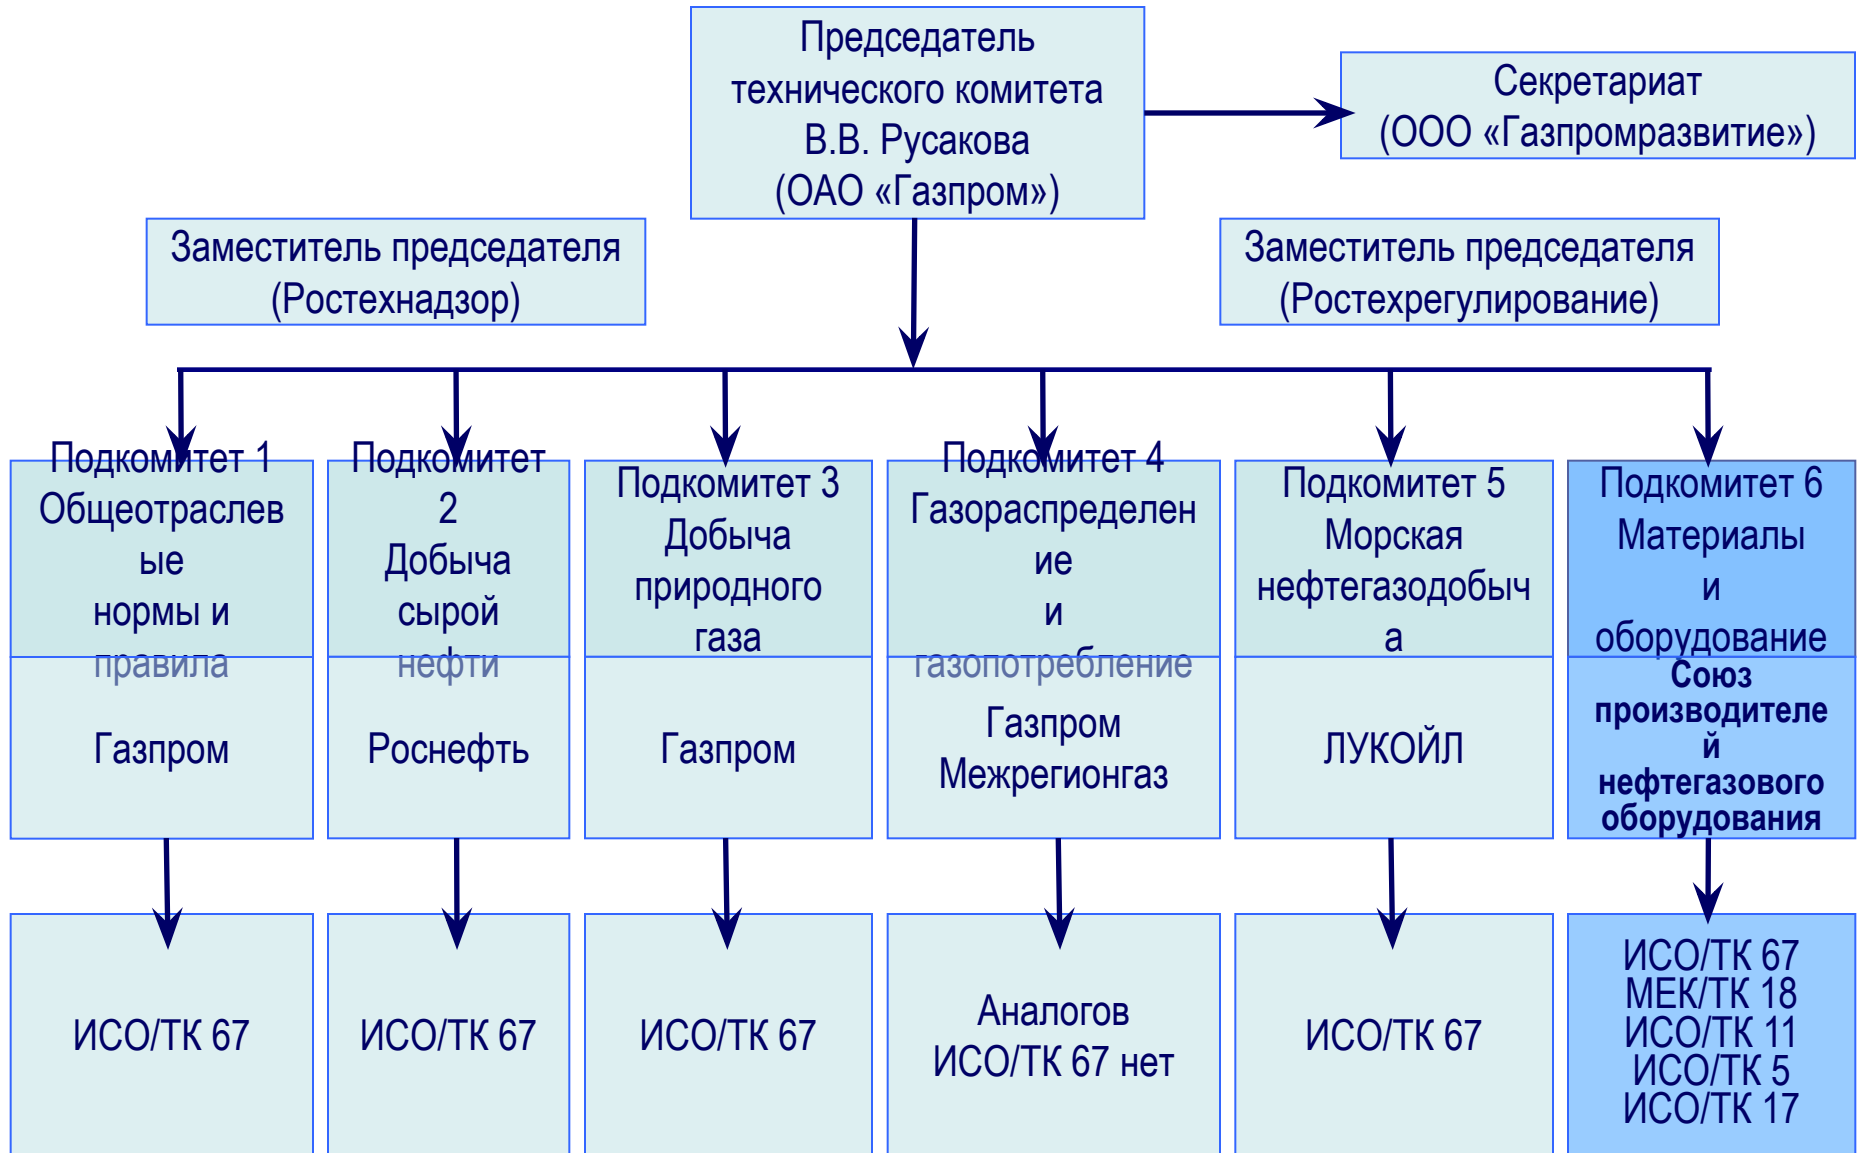 Председатель
технического комитета
В.В. Русакова
(ОАО «Газпром»)
Секретариат
(ООО «Газпромразвитие»)
Заместитель председателя
(Ростехнадзор)
Заместитель председателя
(Ростехрегулирование)
Подкомитет 1
Общеотраслев
ые
нормы и
правила
Подкомитет
2
Добыча
сырой
нефти
Подкомитет 3
Добыча
природного
газа
Подкомитет 4
Газораспределен
ие
и
газопотребление
Подкомитет 5
Морская
нефтегазодобыч
а
Подкомитет 6
Материалы
и
оборудование
Газпром
Роснефть
Газпром
Газпром
Межрегионгаз
ЛУКОЙЛ
Союз
производителе
й
нефтегазового
оборудования
ИСО/ТК 67
ИСО/ТК 67
ИСО/ТК 67
Аналогов
ИСО/ТК 67 нет
ИСО/ТК 67
ИСО/ТК 67
МЕК/ТК 18
ИСО/ТК 11
ИСО/ТК 5
ИСО/ТК 17